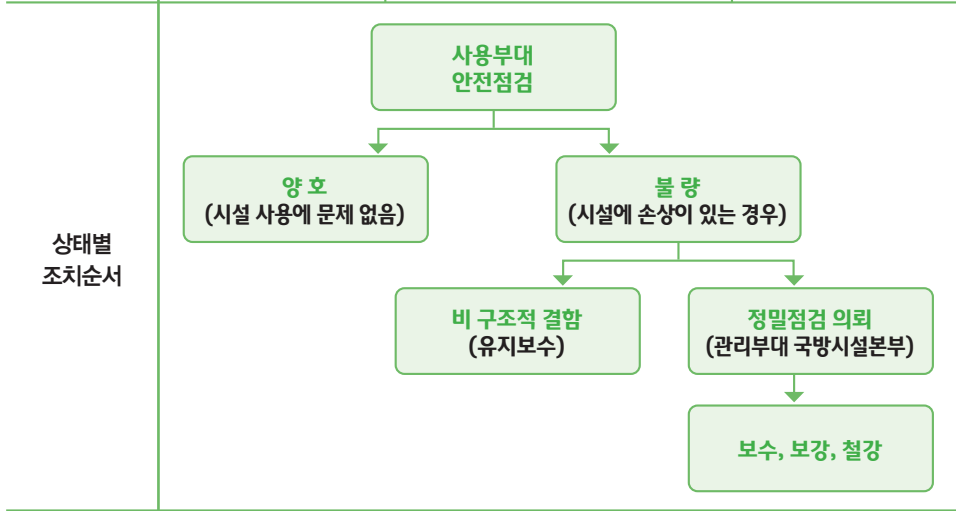 사용부대
안전점검
양 호
(시설 사용에 문제 없음)
불 량
(시설에 손상이 있는 경우)
상태별
조치순서
비 구조적 결함
(유지보수)
정밀점검 의뢰
(관리부대 국방시설본부)
보수, 보강, 철강